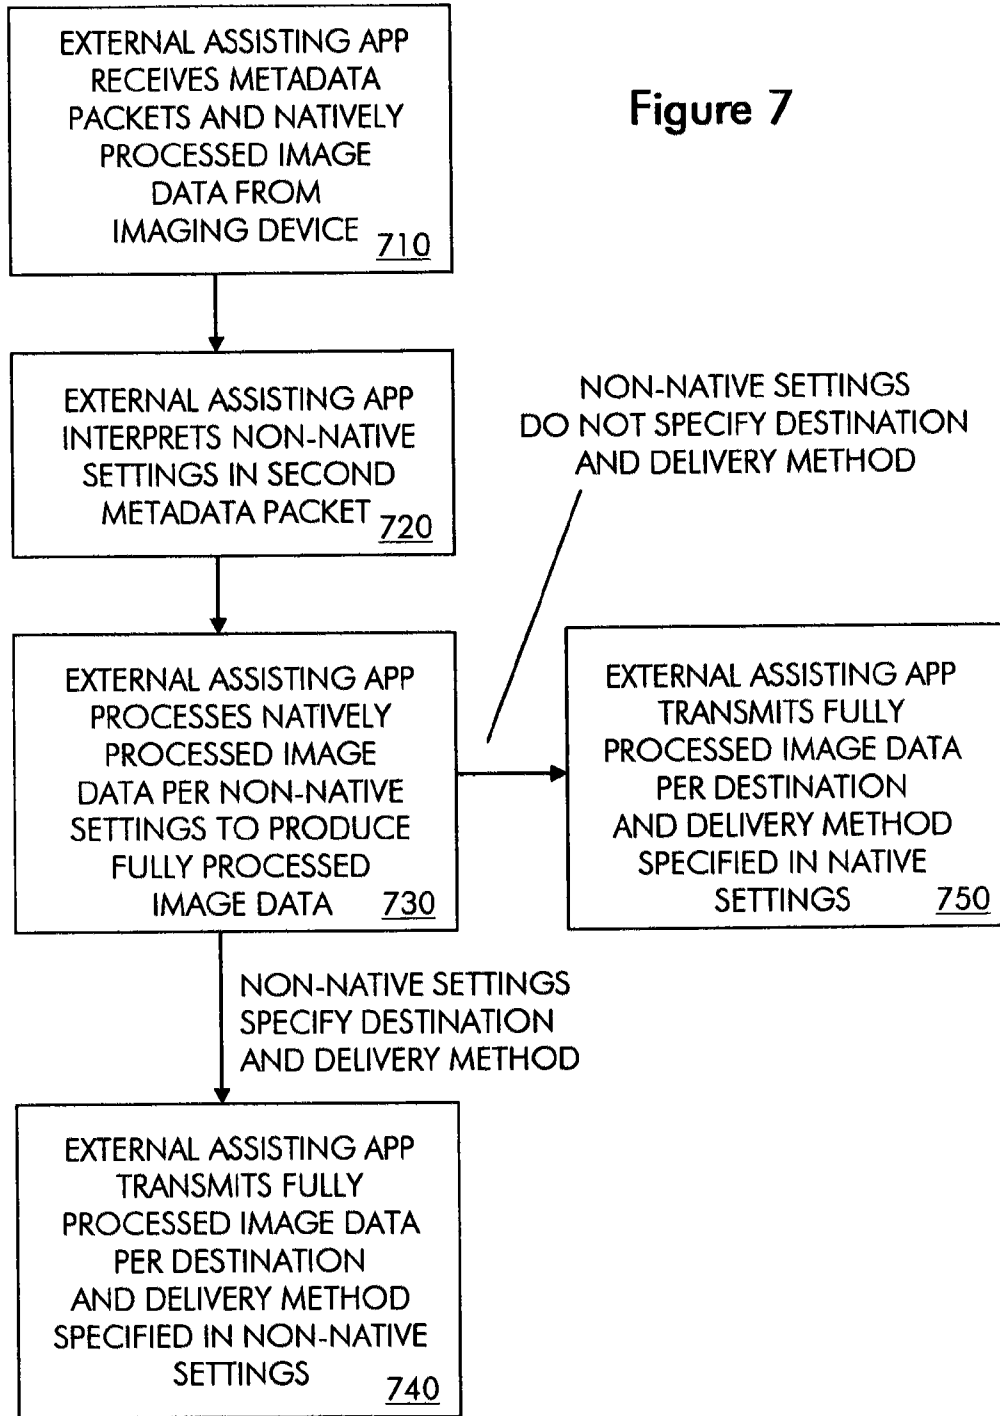 Figure 7
EXTERNAL ASSISTING APP
RECEIVES METADATA
PACKETS AND NATIVELY
PROCESSED IMAGE
DATA FROM
IMAGING DEVICE 710
EXTERNAL ASSISTING APP
INTERPRETS NON-NATIVE
SETTINGS IN SECOND
METADATA PACKET 720
NON-NATIVE SETTINGS
DO NOT SPECIFY DESTINATION
AND DELIVERY METHOD
EXTERNAL ASSISTING APP
PROCESSES NATIVELY
PROCESSED IMAGE
DATA PER NON-NATIVE
SETTINGS TO PRODUCE
FULLY PROCESSED
IMAGE DATA 730
EXTERNAL ASSISTING APP
TRANSMITS FULLY
PROCESSED IMAGE DATA
PER DESTINATION
AND DELIVERY METHOD
SPECIFIED IN NATIVE
SETTINGS 750
NON-NATIVE SETTINGS
SPECIFY DESTINATION
AND DELIVERY METHOD
EXTERNAL ASSISTING APP
TRANSMITS FULLY
PROCESSED IMAGE DATA
PER DESTINATION
AND DELIVERY METHOD
SPECIFIED IN NON-NATIVE
SETTINGS 740